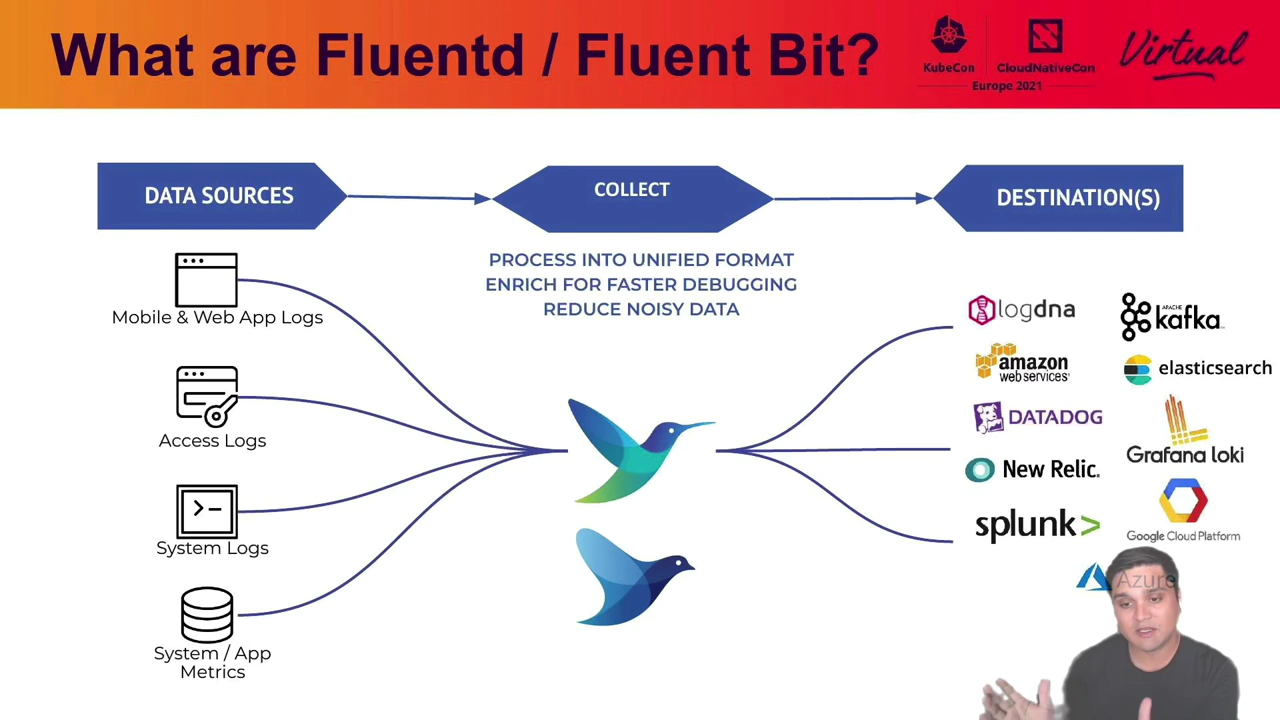 What are Fluentd / Fluent Bit?
KubeCon
CloudNativeCon
Europe 2021
Virtual
DATA SOURCES
COLLECT
DESTINATION(S)
PROCESS INTO UNIFIED FORMAT
ENRICH FOR FASTER DEBUGGING
REDUCE NOISY DATA
Mobile & Web App Logs
Access Logs
System Logs
System / App
Metrics
logdna
APACHE
kafka
amazon
web services
elasticsearch
DATADOG
Grafana loki
New Relic.
splunk>
Google Cloud Platform
Azure